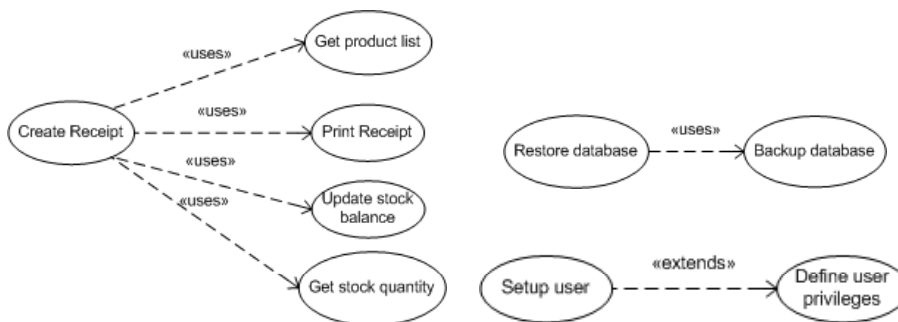 Get product list
«uses»
Create Receipt
«uses»
Print Receipt
«uses»
Update stock
balance
«uses»
Get stock quantity
Restore database
«uses»
Backup database
Setup user
«extends»
Define user
privileges